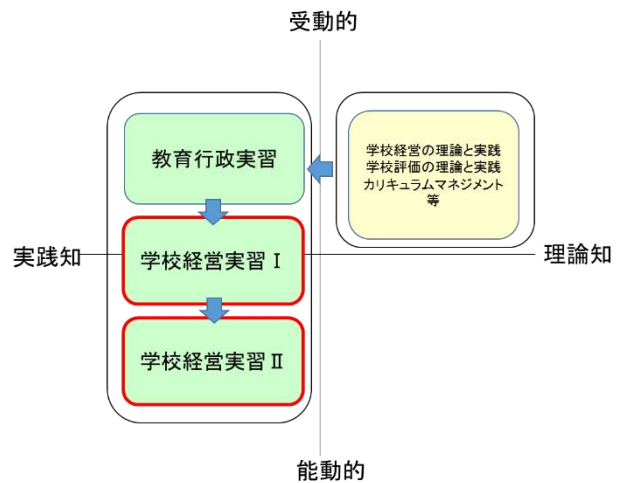 受動的
教育行政実習
学校経営の理論と実践
学校評価の理論と実践
カリキュラムマネジメント
等
実践知
学校経営実習Ⅰ
理論知
学校経営実習Ⅱ
能動的